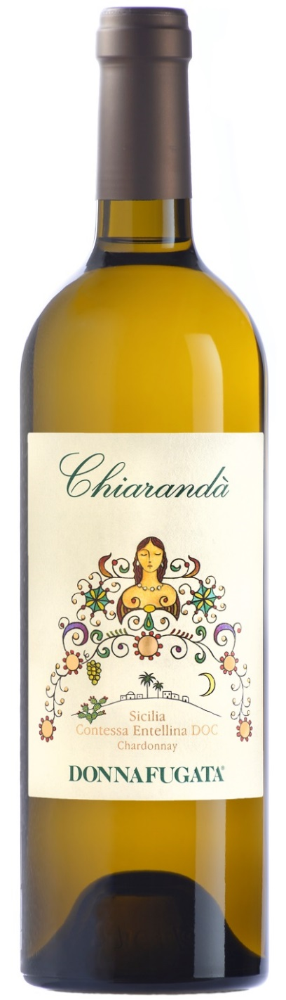 Chiarandà
Sicilia
Contessa Entellina DOC
Chardonnay
DONNAFUGATA®